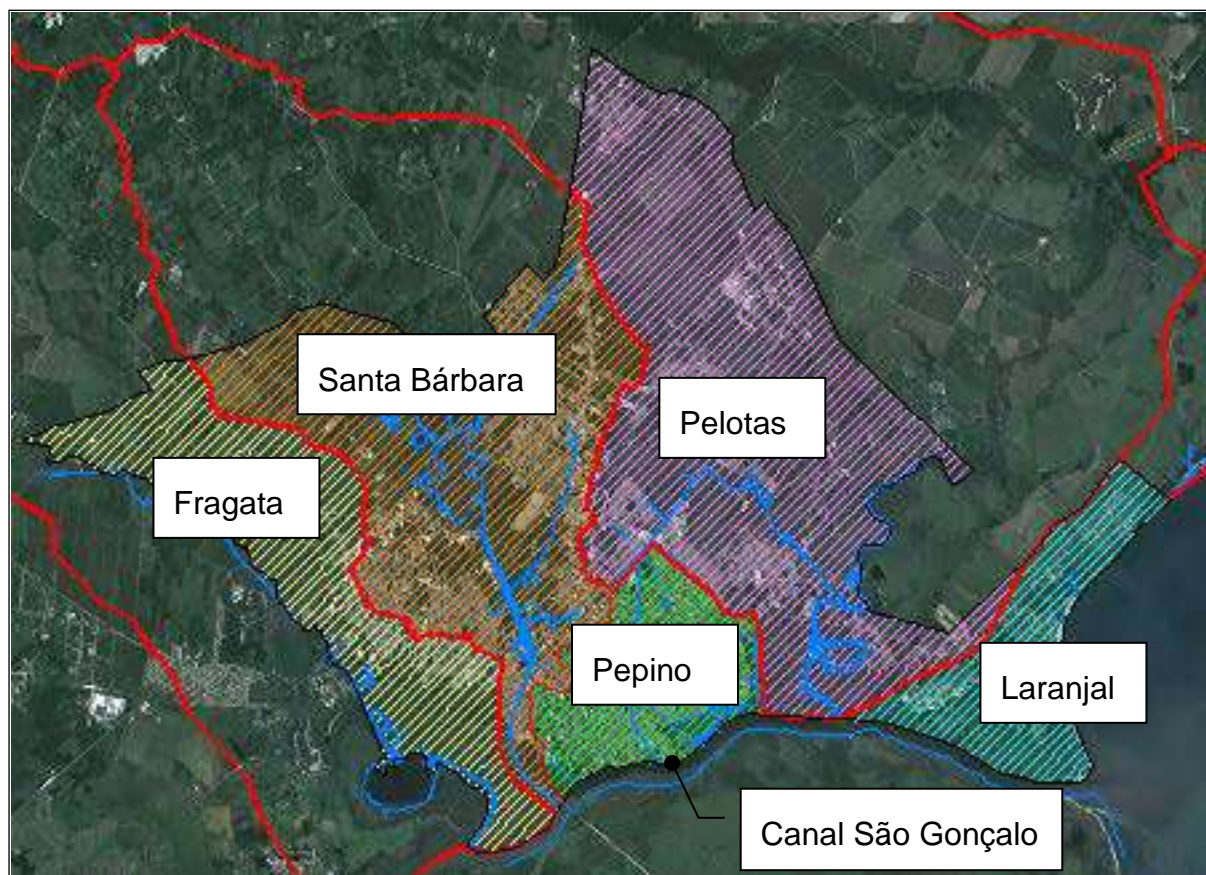 Santa Bárbara
Pelotas
Fragata
Pepino
Laranjal
Canal São Gonçalo